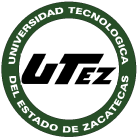 UNIVERSIDAD TECNOLOGICA
UTEZ
DEL ESTADO DE ZACATECAS